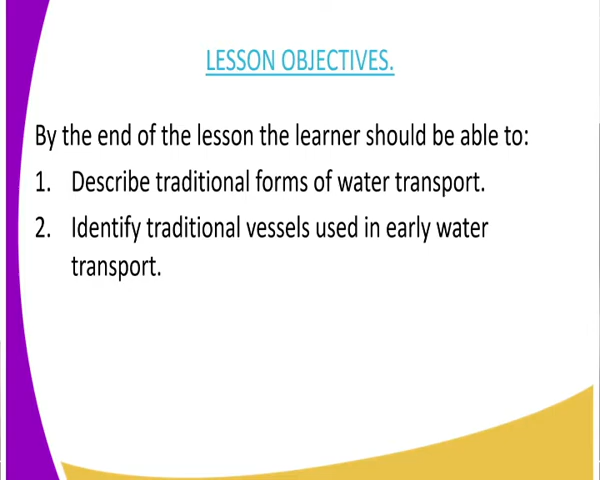 LESSON OBJECTIVES.
By the end of the lesson the learner should be able to:
1. Describe traditional forms of water transport.
2. Identify traditional vessels used in early water
transport.